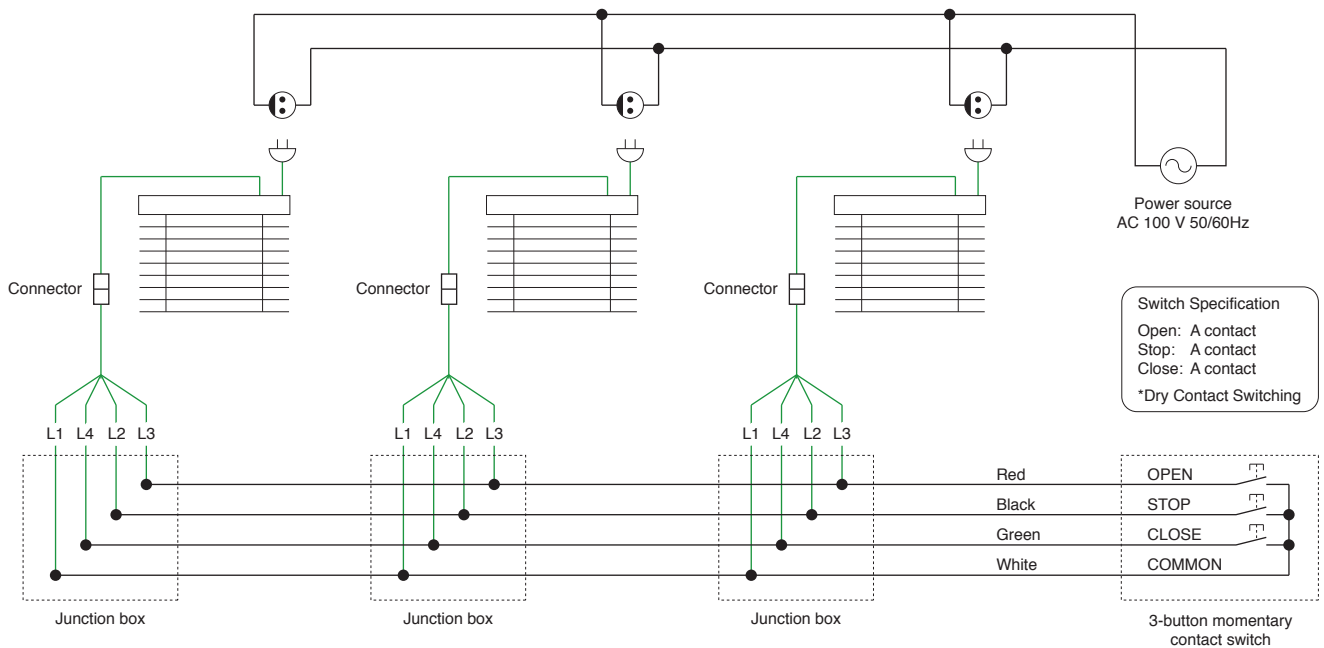 Power source
AC 100 V 50/60Hz
Connector
Connector
Connector
Switch Specification
Open: A contact
Stop: A contact
Close: A contact
*Dry Contact Switching
L1 L4 L2 L3
L1 L4 L2 L3
L1 L4 L2 L3
Red OPEN
Black STOP
Green CLOSE
White COMMON
Junction box
Junction box
Junction box
3-button momentary
contact switch